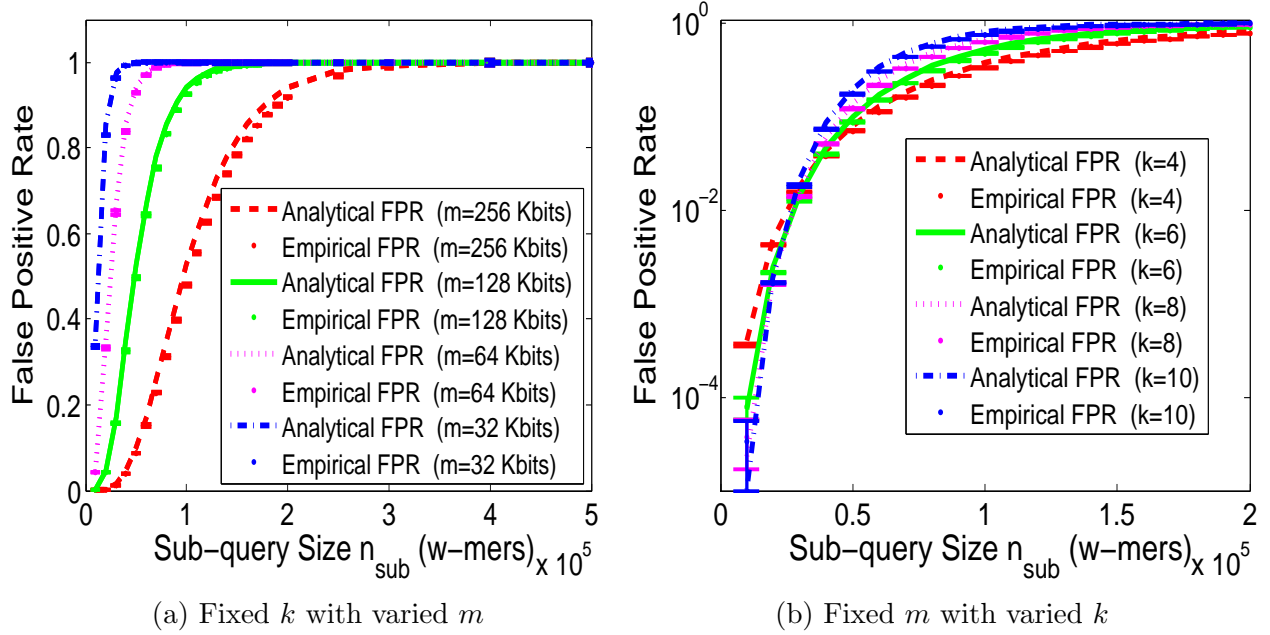 False Positive Rate
1
0.8
0.6
0.4
0.2
0
Analytical FPR (m=256 Kbits)
Empirical FPR (m=256 Kbits)
Analytical FPR (m=128 Kbits)
Empirical FPR (m=128 Kbits)
Analytical FPR (m=64 Kbits)
Empirical FPR (m=64 Kbits)
Analytical FPR (m=32 Kbits)
Empirical FPR (m=32 Kbits)
0 1 2 3 4 5
Sub−query Size n_sub (w−mers) x 10^5
(a) Fixed k with varied m
False Positive Rate
10^0
10^−2
10^−4
Analytical FPR (k=4)
Empirical FPR (k=4)
Analytical FPR (k=6)
Empirical FPR (k=6)
Analytical FPR (k=8)
Empirical FPR (k=8)
Analytical FPR (k=10)
Empirical FPR (k=10)
0 0.5 1 1.5 2
Sub−query Size n_sub (w−mers) x 10^5
(b) Fixed m with varied k